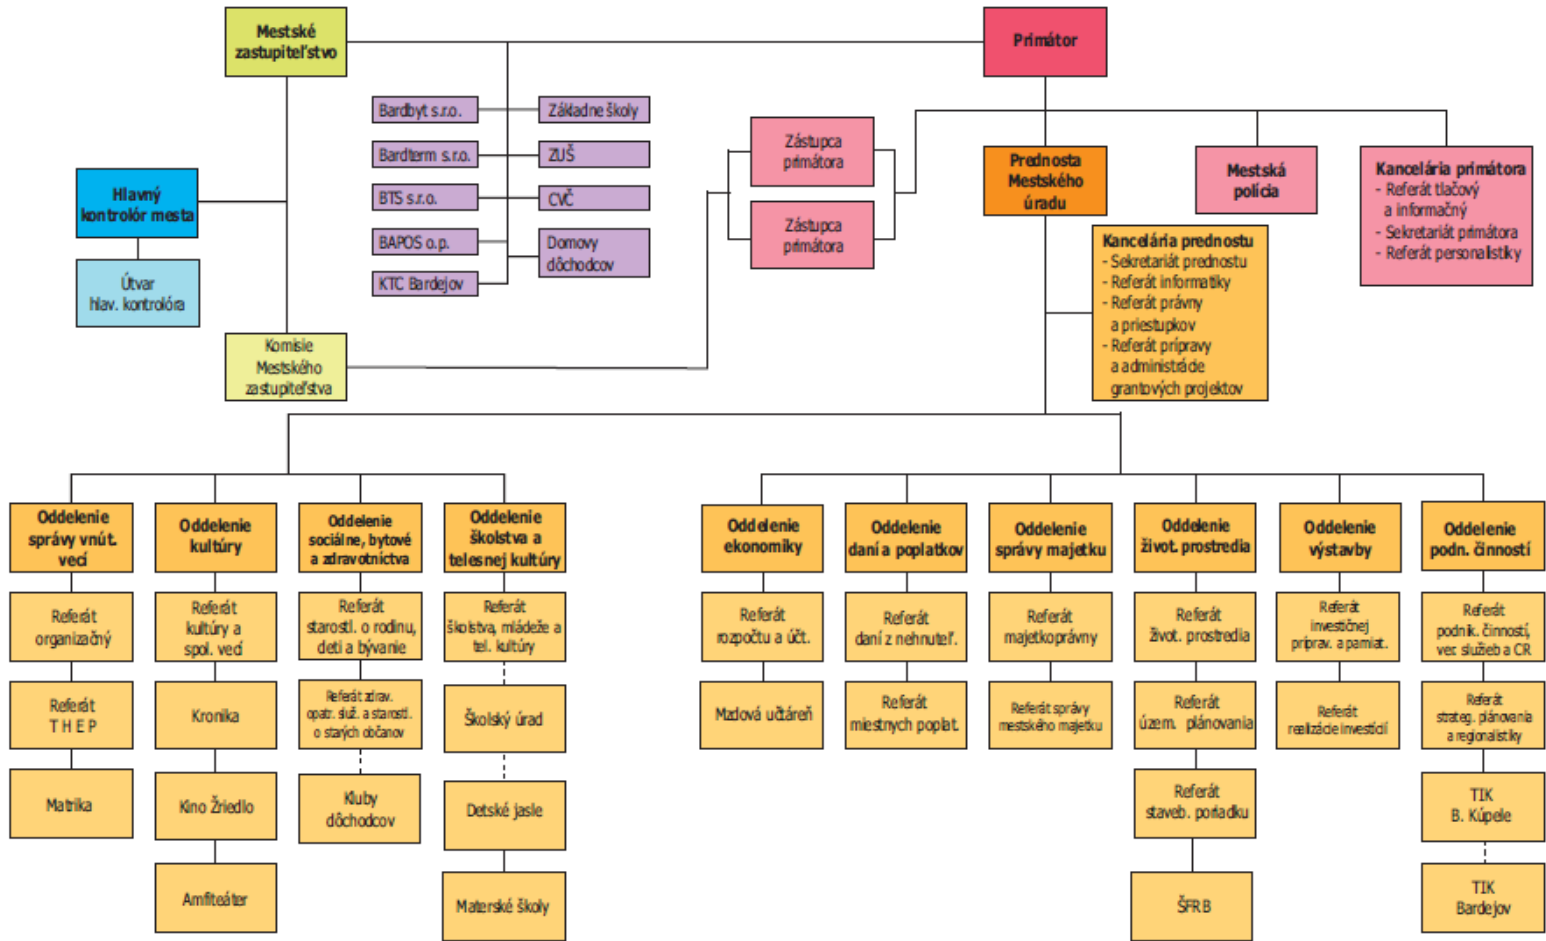 Mestské
zastupiteľstvo
Primátor
Bardbyt s.r.o.
Základne školy
Bardterm s.r.o.
ZUŠ
BTS s.r.o.
CVČ
BAPOS o.p.
Domovy
dôchodcov
KTC Bardejov
Zástupca
primátora
Zástupca
primátora
Prednosta
Mestského
úradu
Mestská
polícia
Kancelária primátora
- Referát tlačový
a informačný
- Sekretariát primátora
- Referát personalistiky
Hlavný
kontrolór mesta
Útvar
hlav. kontrolóra
Kancelária prednostu
- Sekretariát prednostu
- Referát informatiky
- Referát právny
a priestupkov
- Referát prípravy
a administrácie
grantových projektov
Komisie
Mestského
zastupiteľstva
Oddelenie
správy vnút.
vecí
Oddelenie
kultúry
Oddelenie
sociálne, bytové
a zdravotníctva
Oddelenie
školstva a
telesnej kultúry
Oddelenie
ekonomiky
Oddelenie
daní a poplatkov
Oddelenie
správy majetku
Oddelenie
život. prostredia
Oddelenie
výstavby
Oddelenie
podn. činností
Referát
organizačný
Referát
kultúry a
spol. vecí
Referát
starostl. o rodinu,
deti a bývanie
Referát
školstva, mládeže a
tel. kultúry
Referát
rozpočtu a účt.
Referát
daní z nehnuteľ.
Referát
majetkoprávny
Referát
život. prostredia
Referát
investičnej
príprav. a pamiat.
Referát
podnik. činností,
ver. služieb a CR
Referát
T H E P
Kronika
Referát zdrav.
opatr. služ. a starostl.
o starých občanov
Školský úrad
Mzdová učtáreň
Referát
miestnych poplat.
Referát správy
mestského majetku
Referát
územ. plánovania
Referát
realizácie investícií
Referát
strateg. plánovania
a regionalistiky
Matrika
Kino Žriedlo
Kluby
dôchodcov
Detské jasle
Referát
staveb. poriadku
TIK
B. Kúpele
Amfiteáter
Materské školy
ŠFRB
TIK
Bardejov